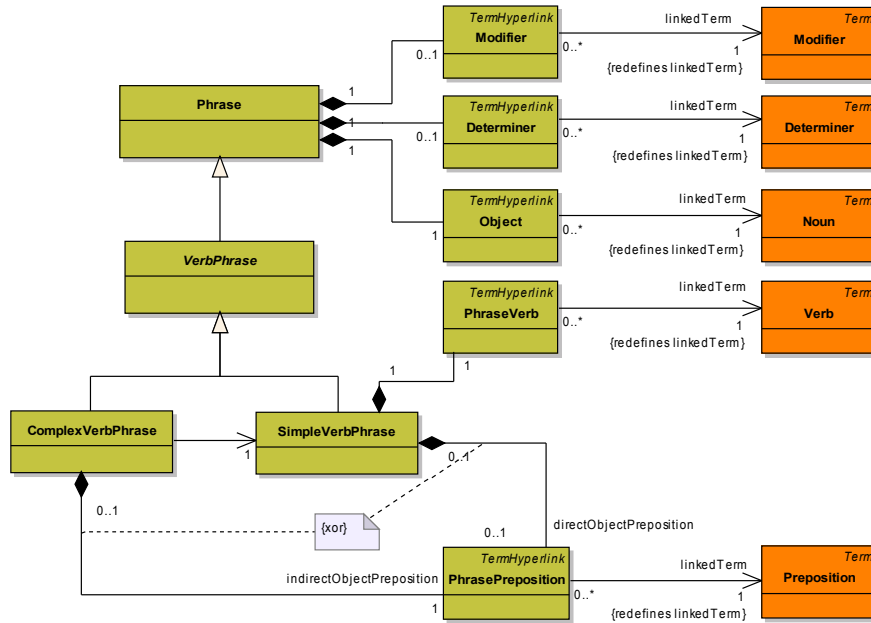 TermHyperlink
Modifier
linkedTerm
Term
Modifier
0..1
0..*
1
{redefines linkedTerm}
Phrase
1
1
1
TermHyperlink
Determiner
linkedTerm
Term
Determiner
0..1
0..*
1
{redefines linkedTerm}
TermHyperlink
Object
linkedTerm
Term
Noun
1
0..*
1
{redefines linkedTerm}
VerbPhrase
TermHyperlink
PhraseVerb
linkedTerm
Term
Verb
0..*
1
{redefines linkedTerm}
1
1
ComplexVerbPhrase
SimpleVerbPhrase
1
0..1
0..1
{xor}
0..1
directObjectPreposition
indirectObjectPreposition
1
TermHyperlink
PhrasePreposition
linkedTerm
Term
Preposition
0..*
1
{redefines linkedTerm}